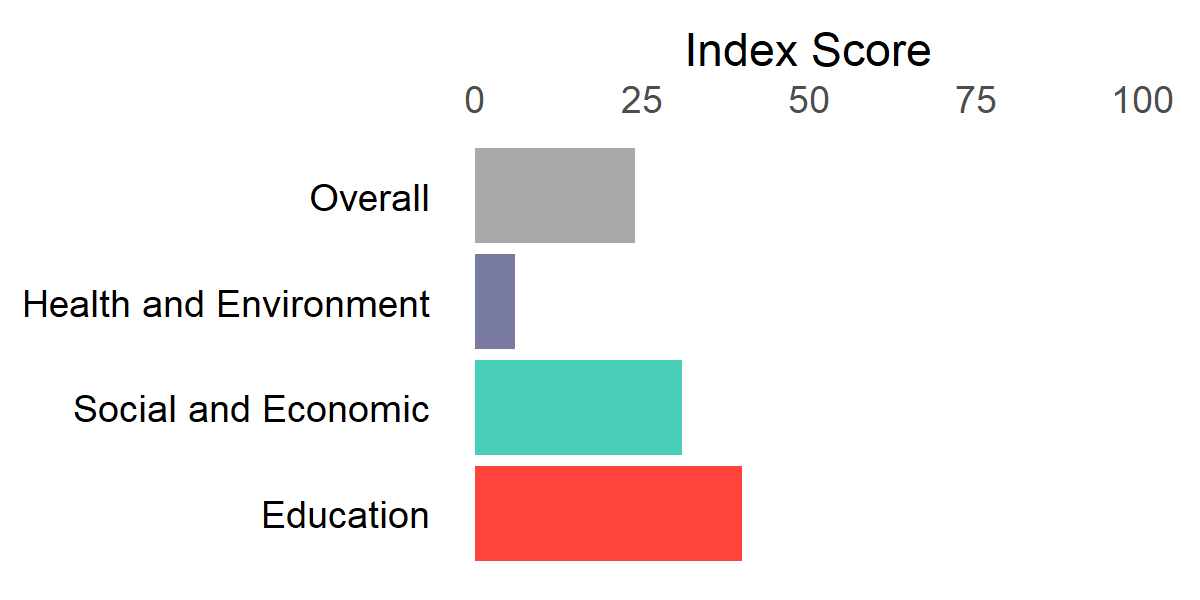 Index Score
0 25 50 75 100
Overall
Health and Environment
Social and Economic
Education